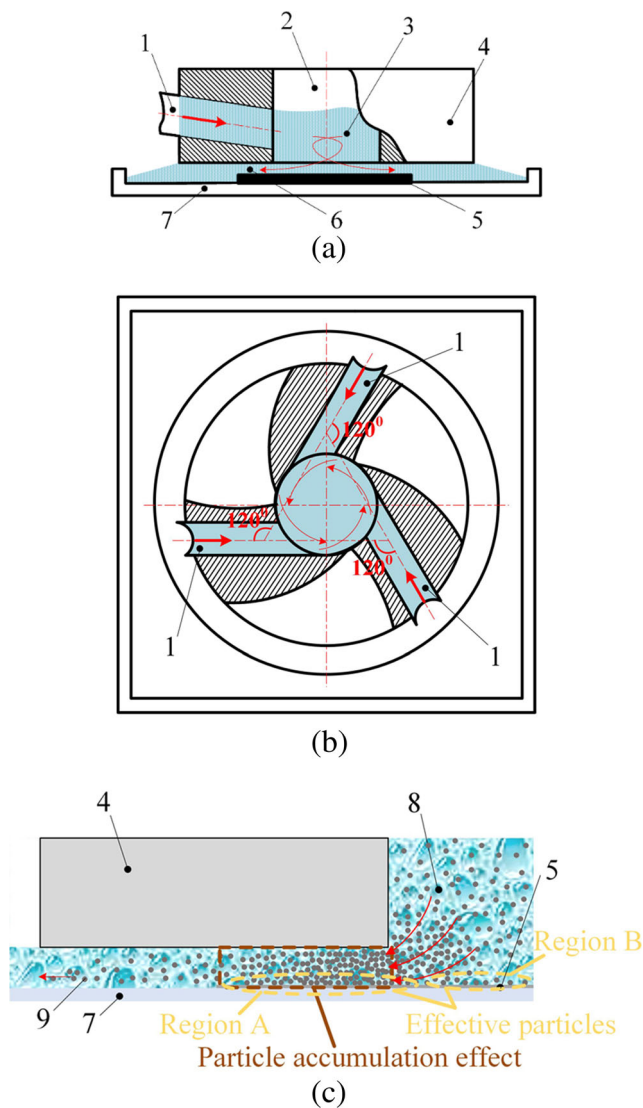 1 2 3 4
7 6 5
(a)
1
120⁰
120⁰
120⁰
1
1
(b)
4 8
5
Region B
9 7 Region A Effective particles
Particle accumulation effect
(c)